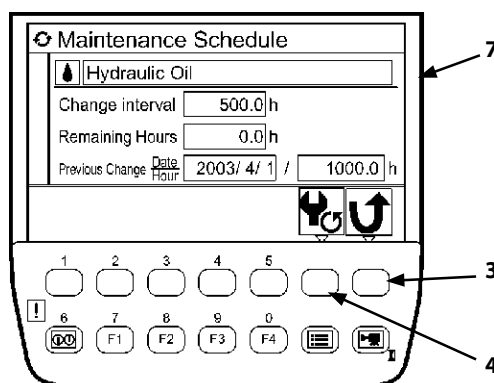 Maintenance Schedule
7
Hydraulic Oil
Change interval 500.0 h
Remaining Hours 0.0 h
Previous Change Date Hour 2003/ 4/ 1 / 1000.0 h
1 2 3 4 5
3
!
6 7 8 9 0
F1 F2 F3 F4
4